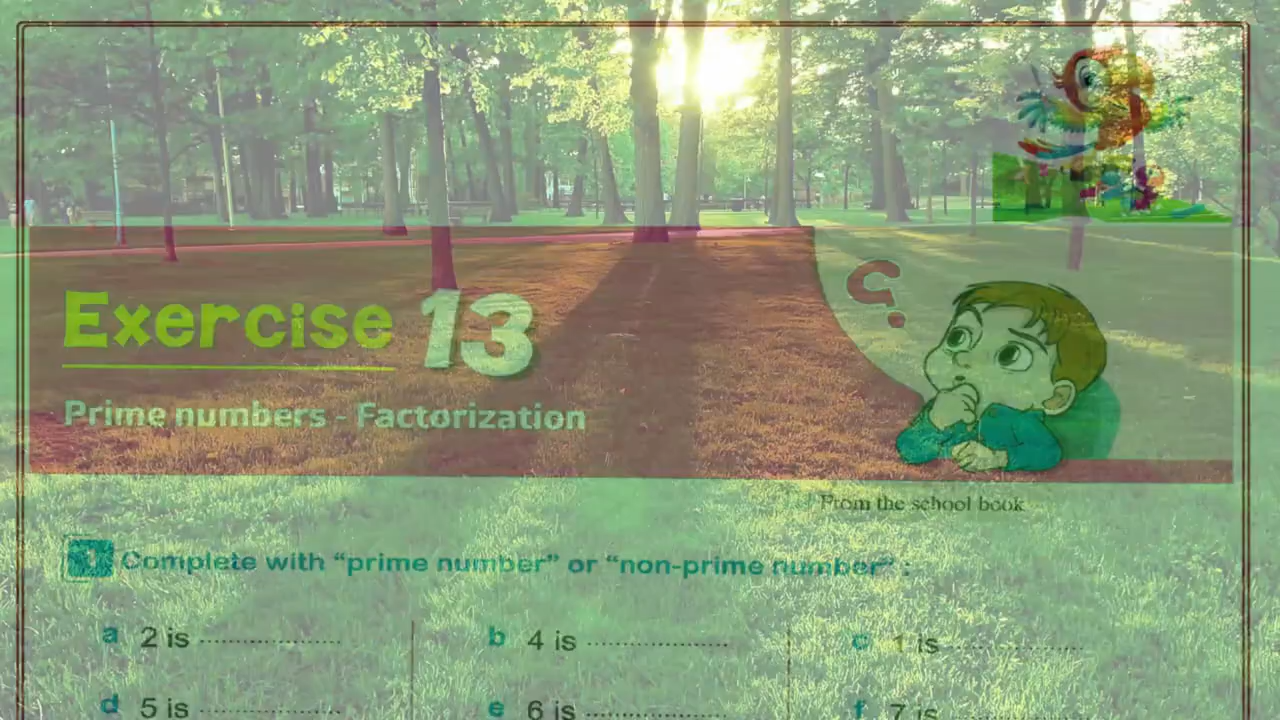 Exercise 13
Prime numbers - Factorization
From the school book
1 Complete with “prime number” or “non-prime number” :
a 2 is ....................
b 4 is ....................
c 1 is ....................
d 5 is ....................
e 6 is ....................
f 7 is ....................